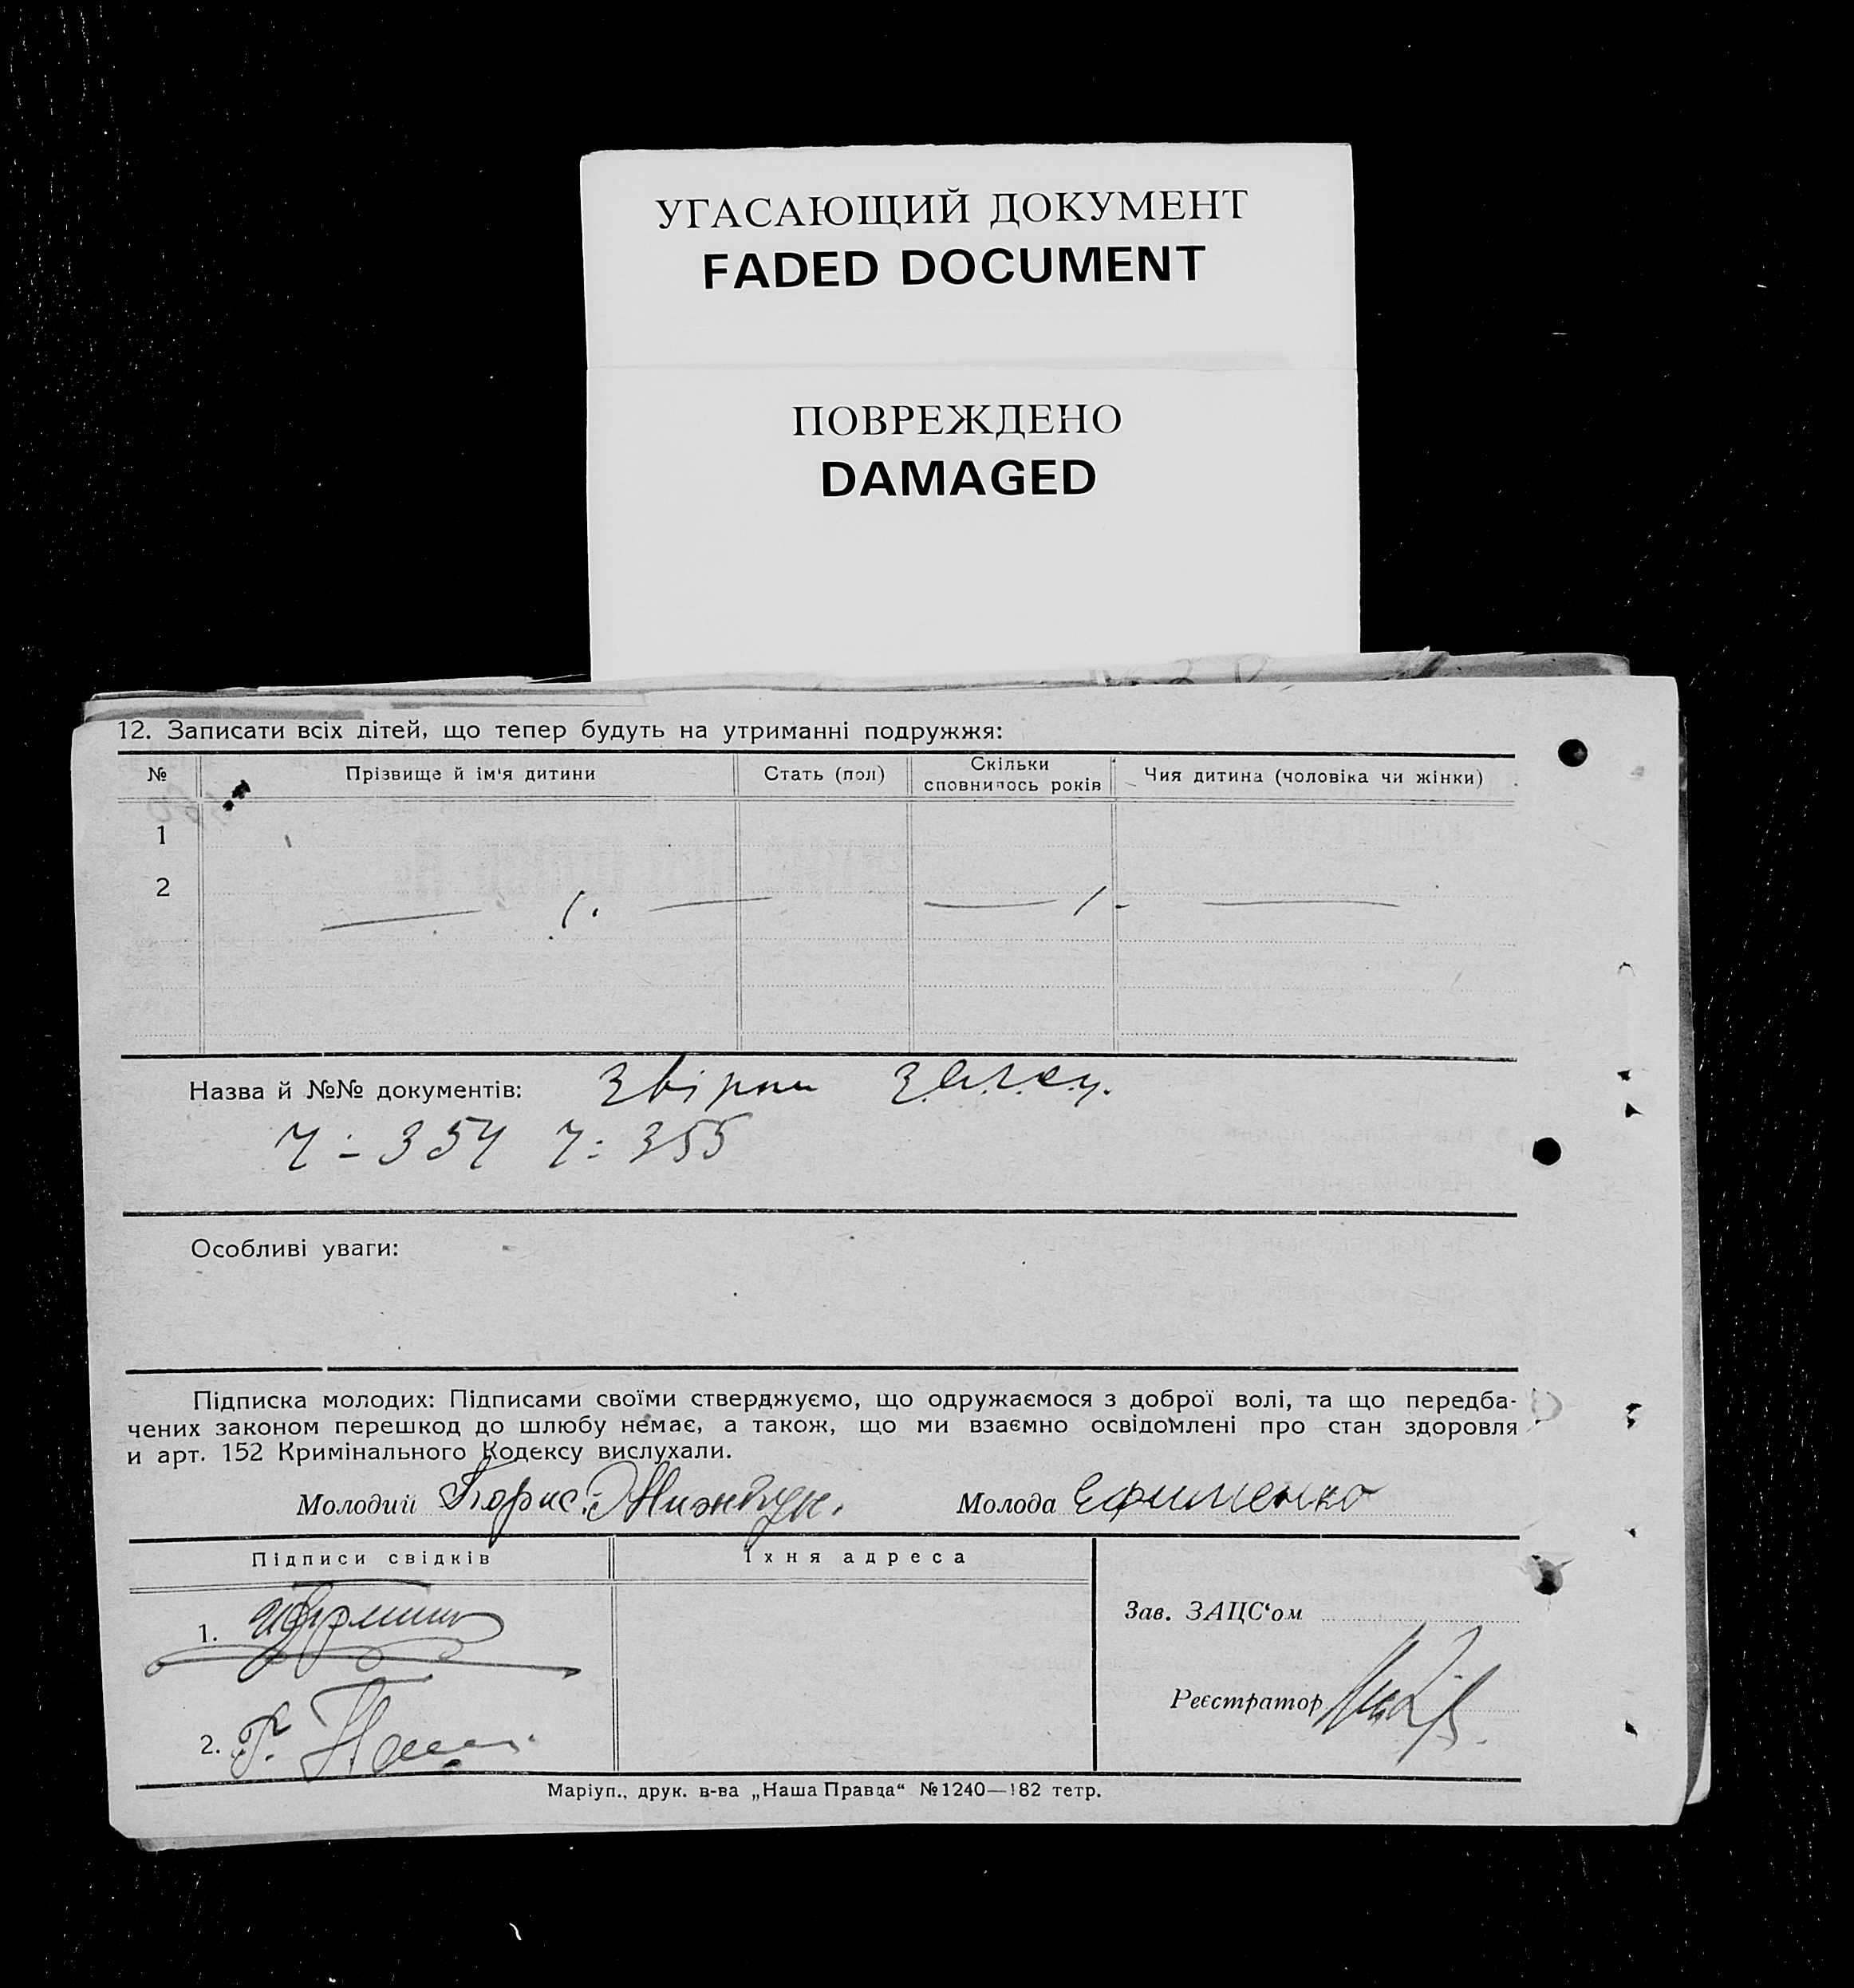 УГАСАЮЩИЙ ДОКУМЕНТ
FADED DOCUMENT
ПОВРЕЖДЕНО
DAMAGED
12. Записати всіх дітей, що тепер будуть на утриманні подружжя:
№ Прізвище й ім'я дитини Стать (пол) Скільки сповнилось років Чия дитина (чоловіка чи жінки)
1
2
Назва й №№ документів:
354 355
Особливі уваги:
Підписка молодих: Підписами своїми стверджуємо, що одружаємося з доброї волі, та що передба-
чених законом перешкод до шлюбу немає, а також, що ми взаємно освідомлені про стан здоровля
и арт. 152 Кримінального Кодексу вислухали.
Молодий Борис Молода Ефименко
Підписи свідків Їхня адреса
1.
Зав. ЗАЦС‘ом
Реєстратор
2.
Маріуп., друк. в-ва „Наша Правда“ №1240—182 тетр.